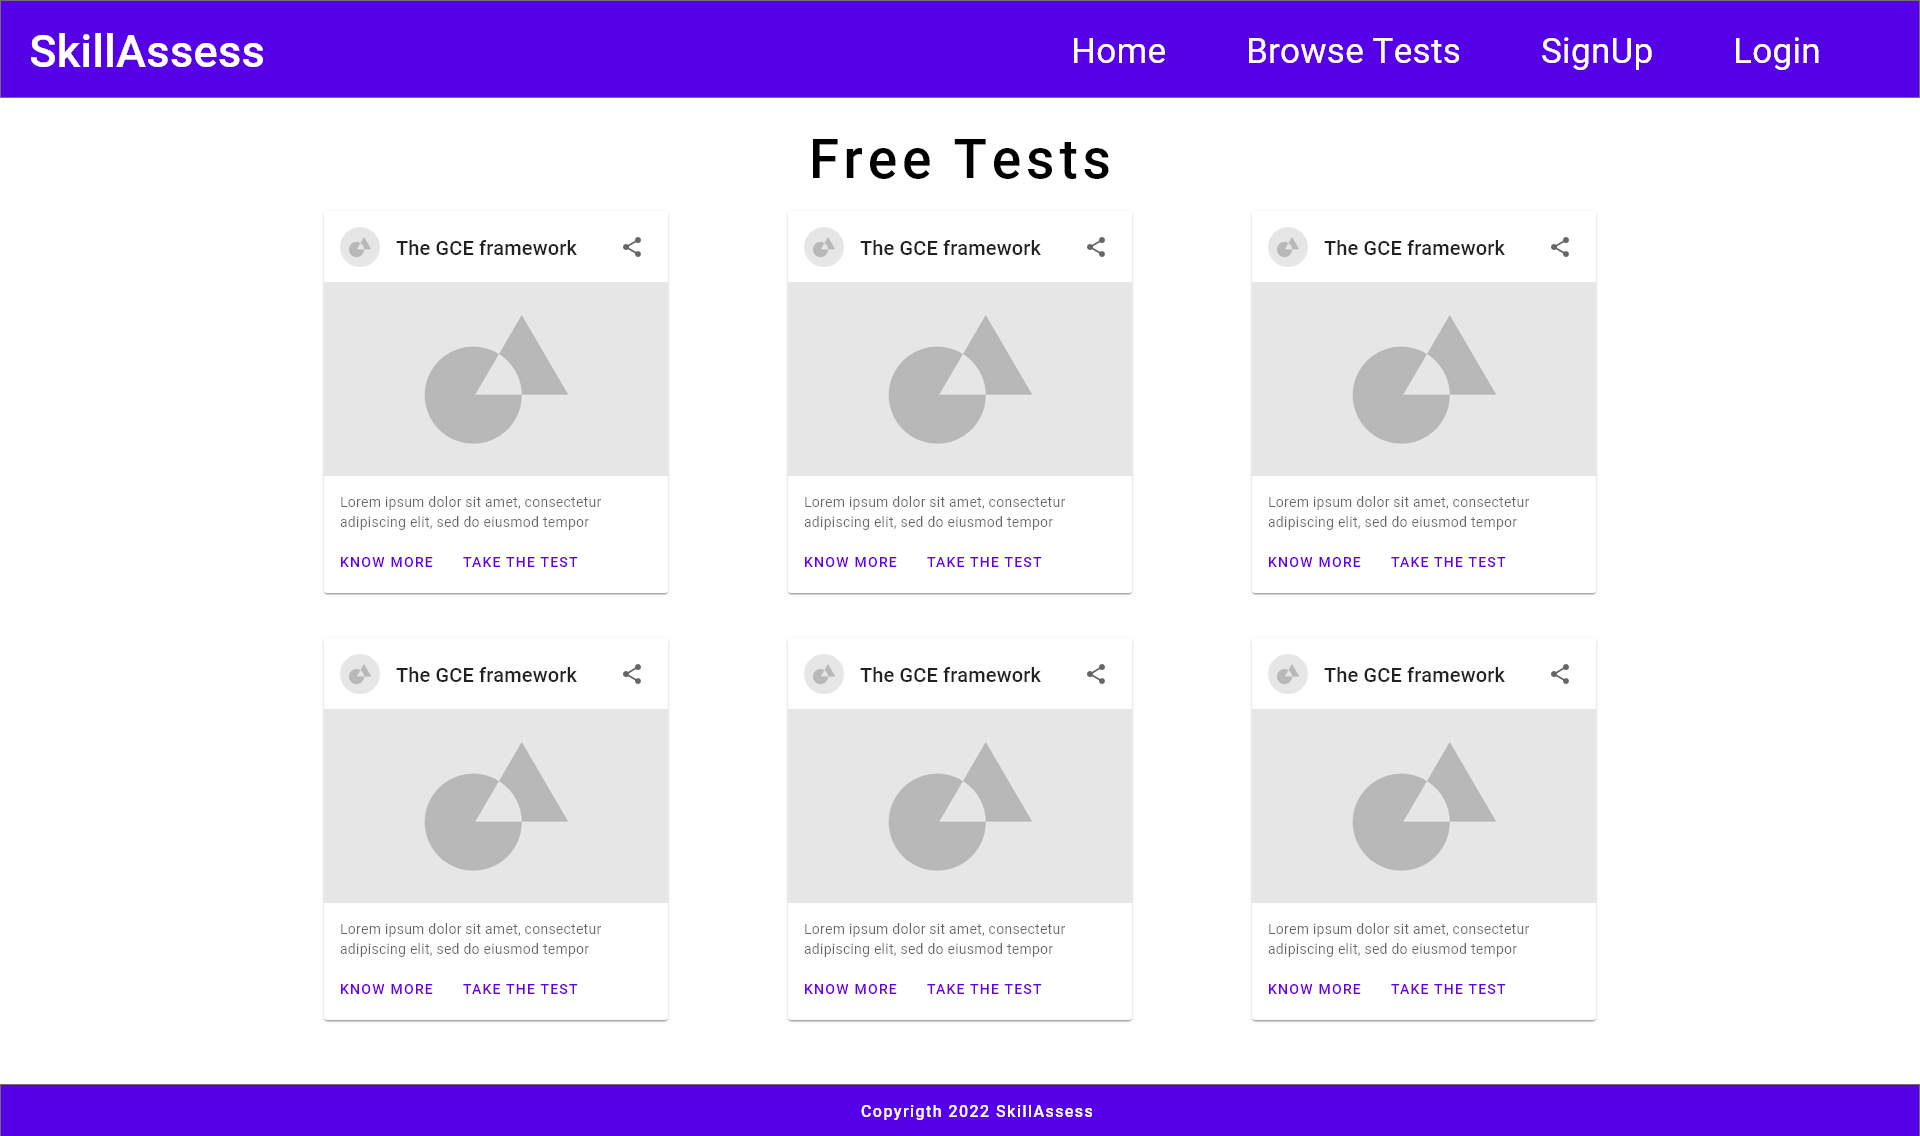 SkillAssess
Home
Browse Tests
SignUp
Login
Free Tests
The GCE framework
Lorem ipsum dolor sit amet, consectetur
adipiscing elit, sed do eiusmod tempor
KNOW MORE
TAKE THE TEST
The GCE framework
Lorem ipsum dolor sit amet, consectetur
adipiscing elit, sed do eiusmod tempor
KNOW MORE
TAKE THE TEST
The GCE framework
Lorem ipsum dolor sit amet, consectetur
adipiscing elit, sed do eiusmod tempor
KNOW MORE
TAKE THE TEST
The GCE framework
Lorem ipsum dolor sit amet, consectetur
adipiscing elit, sed do eiusmod tempor
KNOW MORE
TAKE THE TEST
The GCE framework
Lorem ipsum dolor sit amet, consectetur
adipiscing elit, sed do eiusmod tempor
KNOW MORE
TAKE THE TEST
The GCE framework
Lorem ipsum dolor sit amet, consectetur
adipiscing elit, sed do eiusmod tempor
KNOW MORE
TAKE THE TEST
Copyrigth 2022 SkillAssess